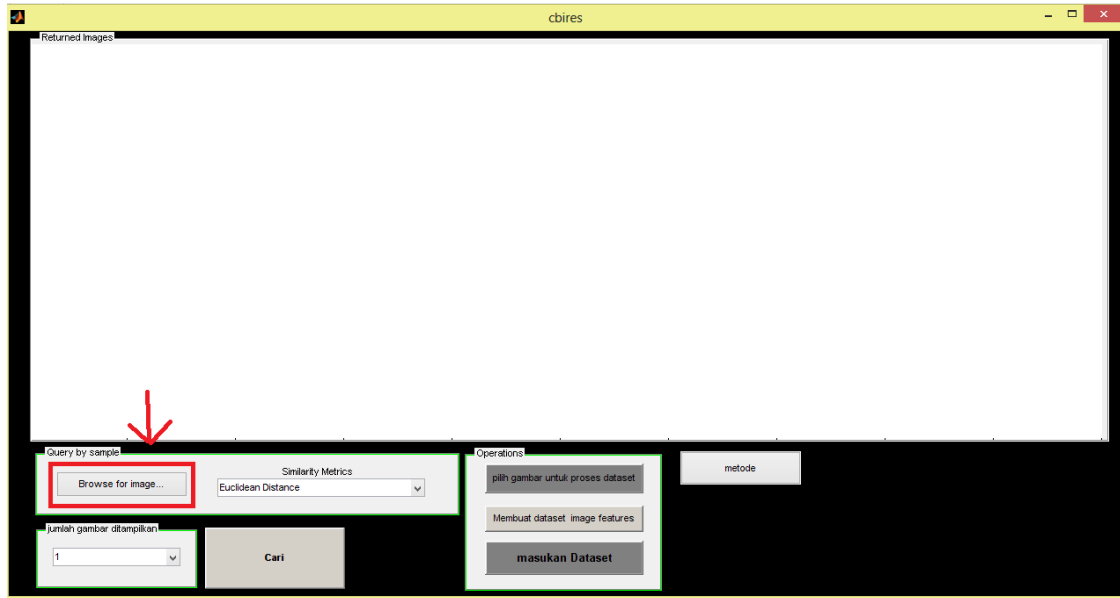 cbires
Returned Images
Query by sample
Browse for image...
Similarity Metrics
Euclidean Distance
jumlah gambar ditampilkan
1
Cari
Operations
pilih gambar untuk proses dataset
Membuat dataset image features
masukan Dataset
metode